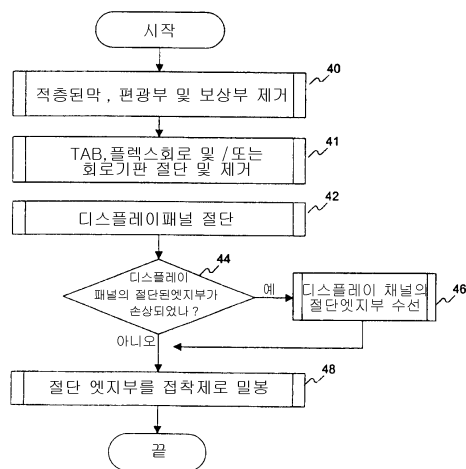 시작
40
적층된막, 편광부 및 보상부 제거
41
TAB,플렉스회로 및 /또는
회로기판 절단 및 제거
42
디스플레이패널 절단
44
디스플레이
패널의 절단된엣지부가
손상되었나?
예
디스플레이 채널의
절단엣지부 수선
46
아니오
48
절단 엣지부를 접착제로 밀봉
끝